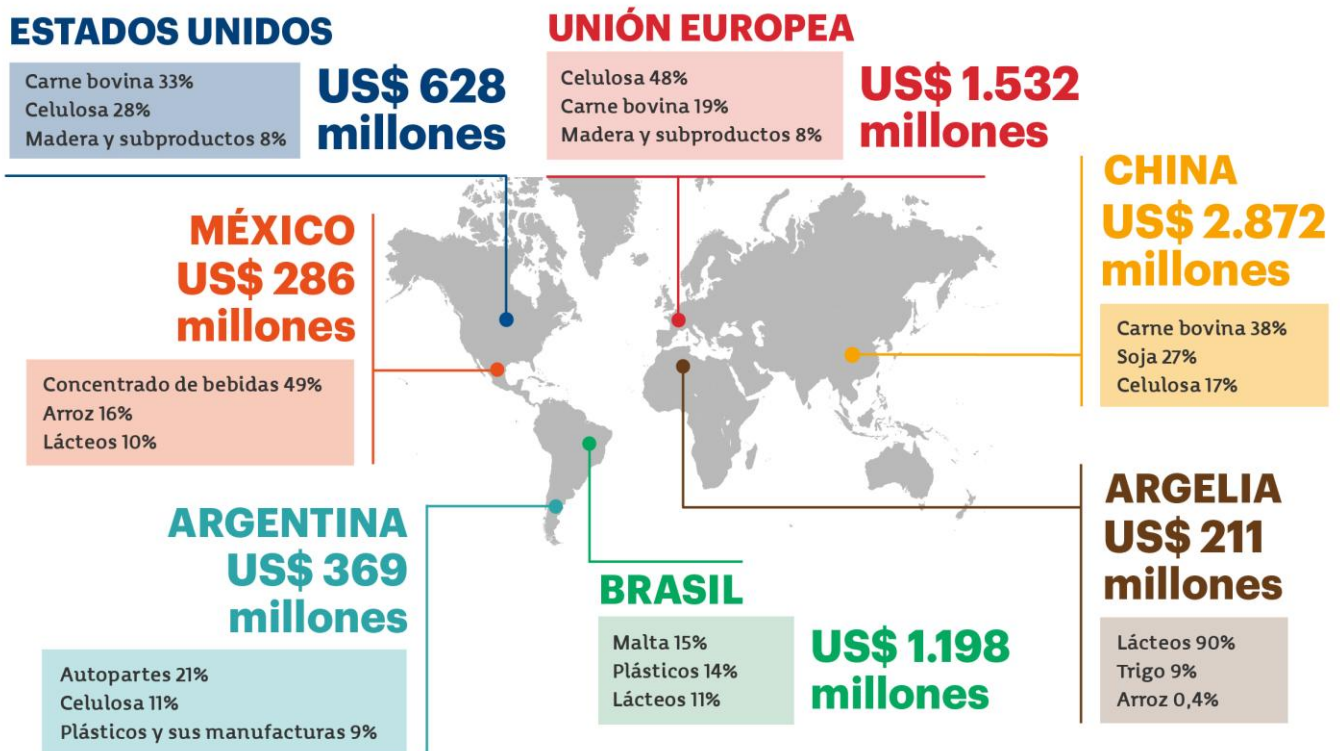 ESTADOS UNIDOS
Carne bovina 33%
Celulosa 28%
Madera y subproductos 8%
US$ 628
millones
UNIÓN EUROPEA
Celulosa 48%
Carne bovina 19%
Madera y subproductos 8%
US$ 1.532
millones
CHINA
US$ 2.872
millones
Carne bovina 38%
Soja 27%
Celulosa 17%
MÉXICO
US$ 286
millones
Concentrado de bebidas 49%
Arroz 16%
Lácteos 10%
ARGENTINA
US$ 369
millones
Autopartes 21%
Celulosa 11%
Plásticos y sus manufacturas 9%
BRASIL
Malta 15%
Plásticos 14%
Lácteos 11%
US$ 1.198
millones
ARGELIA
US$ 211
millones
Lácteos 90%
Trigo 9%
Arroz 0,4%